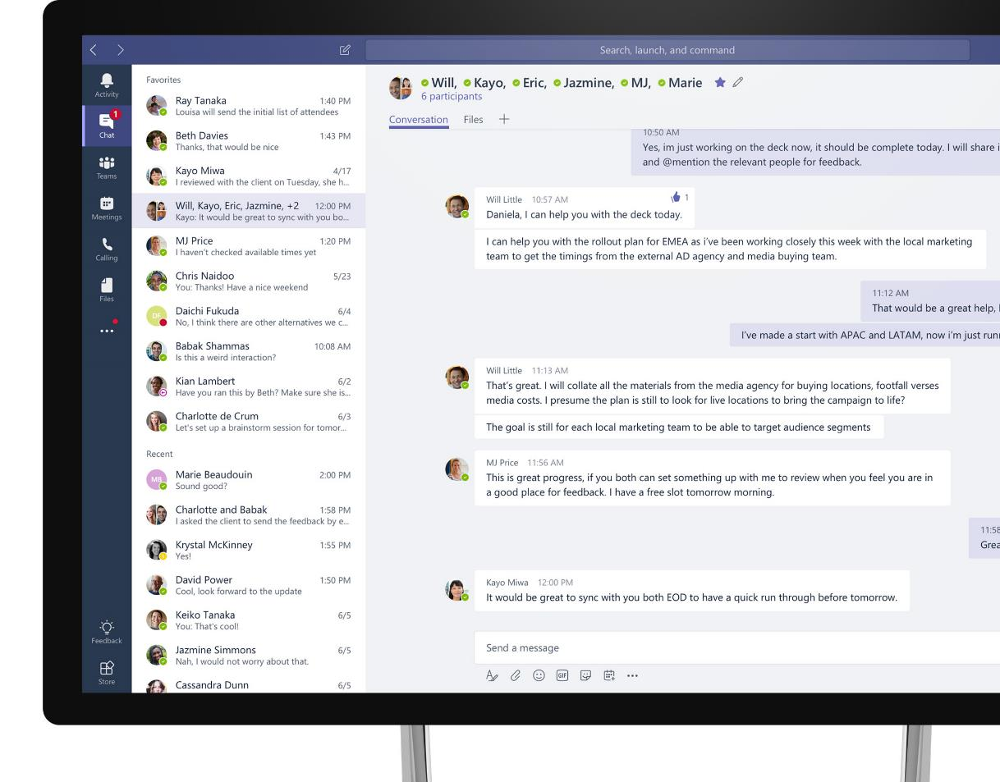 Search, launch, and command
Activity
1
Chat
Teams
Meetings
Calling
Files
Feedback
Store
Favorites
Ray Tanaka 1:40 PM
Louisa will send the initial list of attendees
Beth Davies 1:43 PM
Thanks, that would be nice
Kayo Miwa 4/17
I reviewed with the client on Tuesday, she h...
Will, Kayo, Eric, Jazmine, +2 12:00 PM
Kayo: It would be great to sync with you bo...
MJ Price 1:20 PM
I haven't checked available times yet
Chris Naidoo 5/23
You: Thanks! Have a nice weekend
DF
Daichi Fukuda 6/4
No, I think there are other alternatives we c...
Babak Shammas 10:08 AM
Is this a weird interaction?
Kian Lambert 6/2
Have you ran this by Beth? Make sure she is...
Charlotte de Crum 6/3
Let's set up a brainstorm session for tomor...
Recent
MB
Marie Beaudouin 2:00 PM
Sound good?
Charlotte and Babak 1:58 PM
I asked the client to send the feedback by e...
Krystal McKinney 1:55 PM
Yes!
David Power 1:50 PM
Cool, look forward to the update
Keiko Tanaka 6/5
You: That's cool!
Jazmine Simmons 6/5
Nah, I would not worry about that.
Cassandra Dunn 6/5
Will, Kayo, Eric, Jazmine, MJ, Marie
6 participants
Conversation Files
10:50 AM
Yes, im just working on the deck now, it should be complete today. I will share i
and @mention the relevant people for feedback.
Will Little 10:57 AM 1
Daniela, I can help you with the deck today.
I can help you with the rollout plan for EMEA as i've been working closely this week with the local marketing
team to get the timings from the external AD agency and media buying team.
11:12 AM
That would be a great help,
I've made a start with APAC and LATAM, now i'm just run
Will Little 11:13 AM
That's great. I will collate all the materials from the media agency for buying locations, footfall verses
media costs. I presume the plan is still to look for live locations to bring the campaign to life?
The goal is still for each local marketing team to be able to target audience segments
MJ Price 11:56 AM
This is great progress, if you both can set something up with me to review when you feel you are in
a good place for feedback. I have a free slot tomorrow morning.
11:58
Grea
Kayo Miwa 12:00 PM
It would be great to sync with you both EOD to have a quick run through before tomorrow.
Send a message
GIF